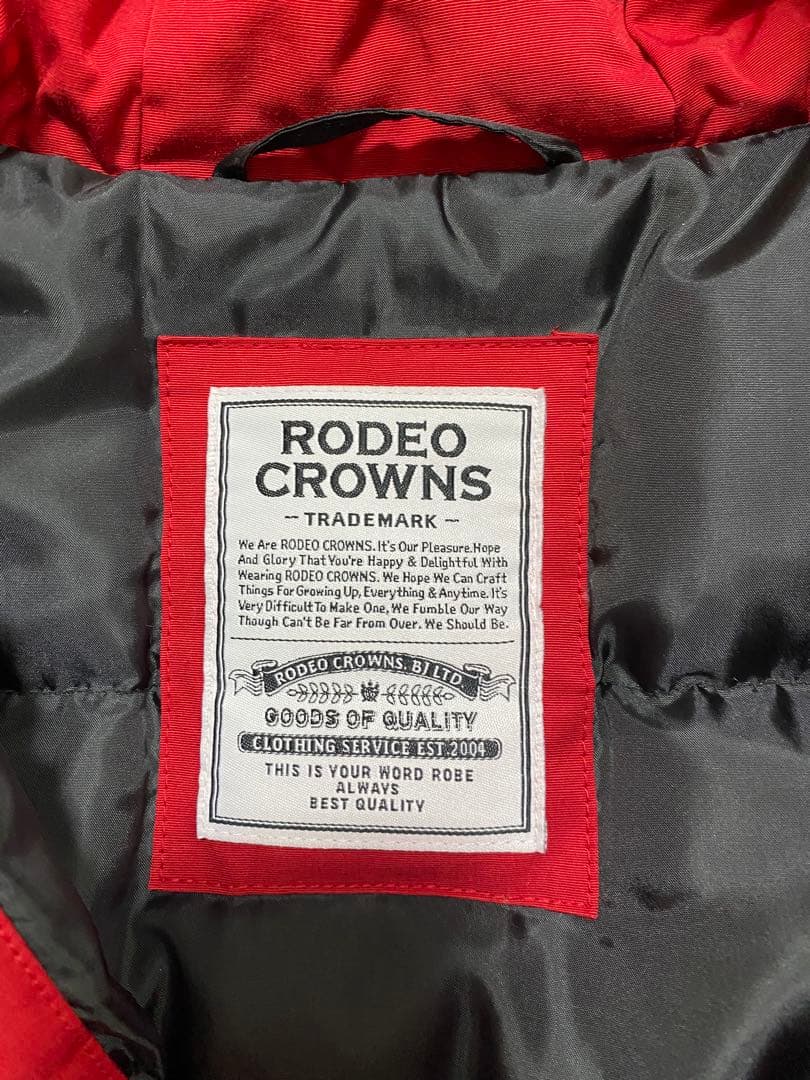 RODEO
CROWNS
- TRADEMARK -
We Are RODEO CROWNS. It's Our Pleasure.Hope
And Glory That You're Happy & Delightful With
Wearing RODEO CROWNS. We Hope We Can Craft
Things For Growing Up, Everything & Anytime. It's
Very Difficult To Make One, We Fumble Our Way
Though Can't Be Far From Over. We Should Be.
RODEO CROWNS. BJ LTD.
GOODS OF QUALITY
CLOTHING SERVICE EST.2004
THIS IS YOUR WORD ROBE
ALWAYS
BEST QUALITY